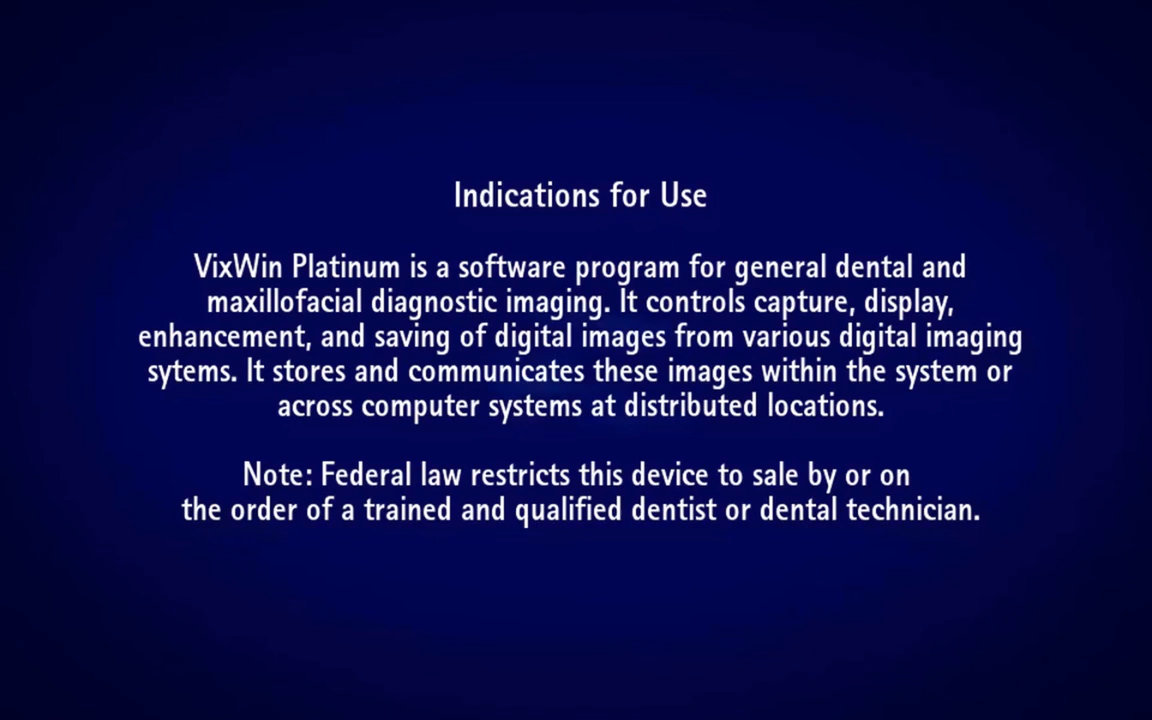 Indications for Use
VixWin Platinum is a software program for general dental and
maxillofacial diagnostic imaging. It controls capture, display,
enhancement, and saving of digital images from various digital imaging
sytems. It stores and communicates these images within the system or
across computer systems at distributed locations.
Note: Federal law restricts this device to sale by or on
the order of a trained and qualified dentist or dental technician.